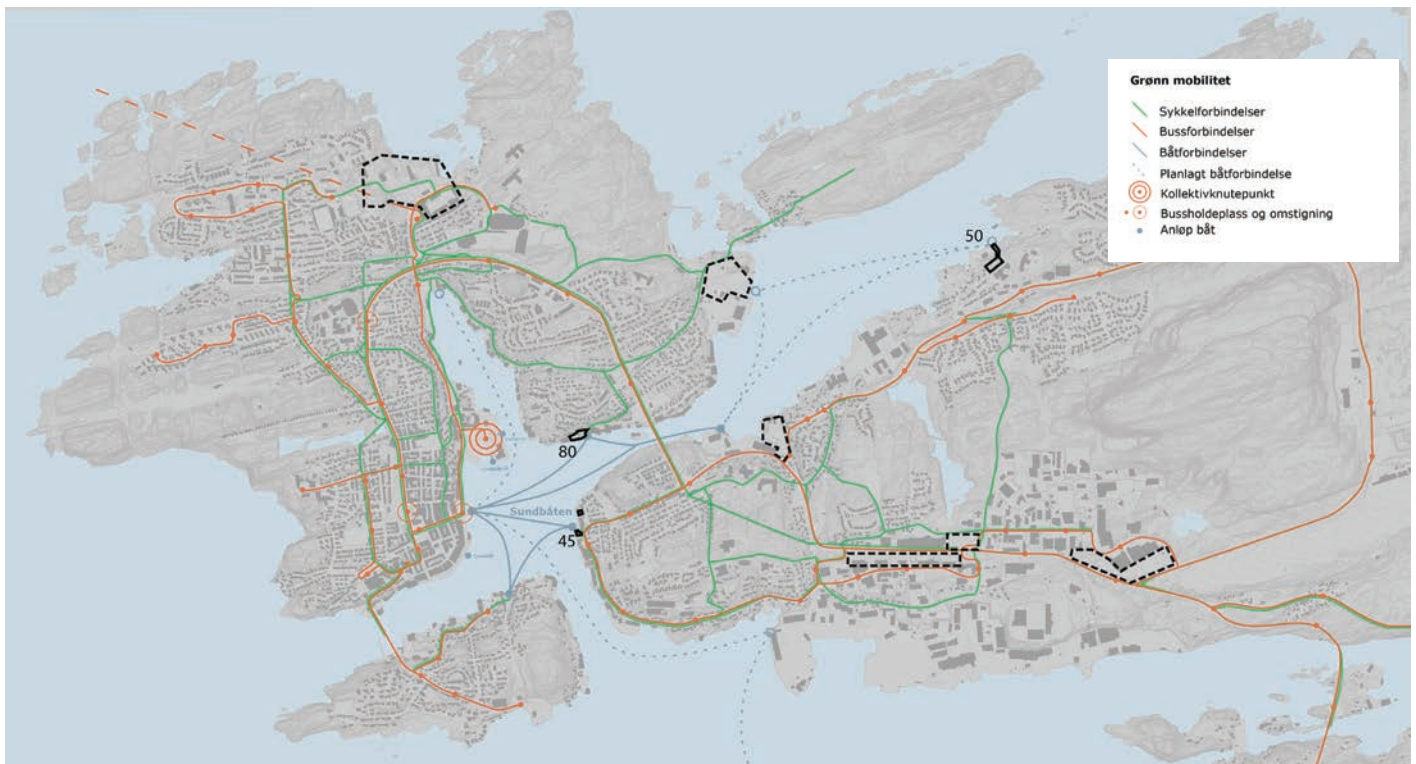 Grønn mobilitet
Sykkelforbindelser
Bussforbindelser
Båtforbindelser
Planlagt båtforbindelse
Kollektivknutepunkt
Bussholdeplass og omstigning
Anløp båt
50
80
Sundbåten
45